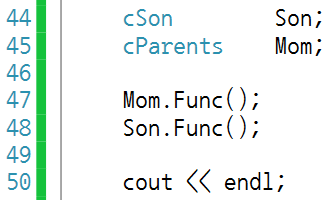 44 cSon Son;
45 cParents Mom;
46
47 Mom.Func();
48 Son.Func();
49
50 cout << endl;